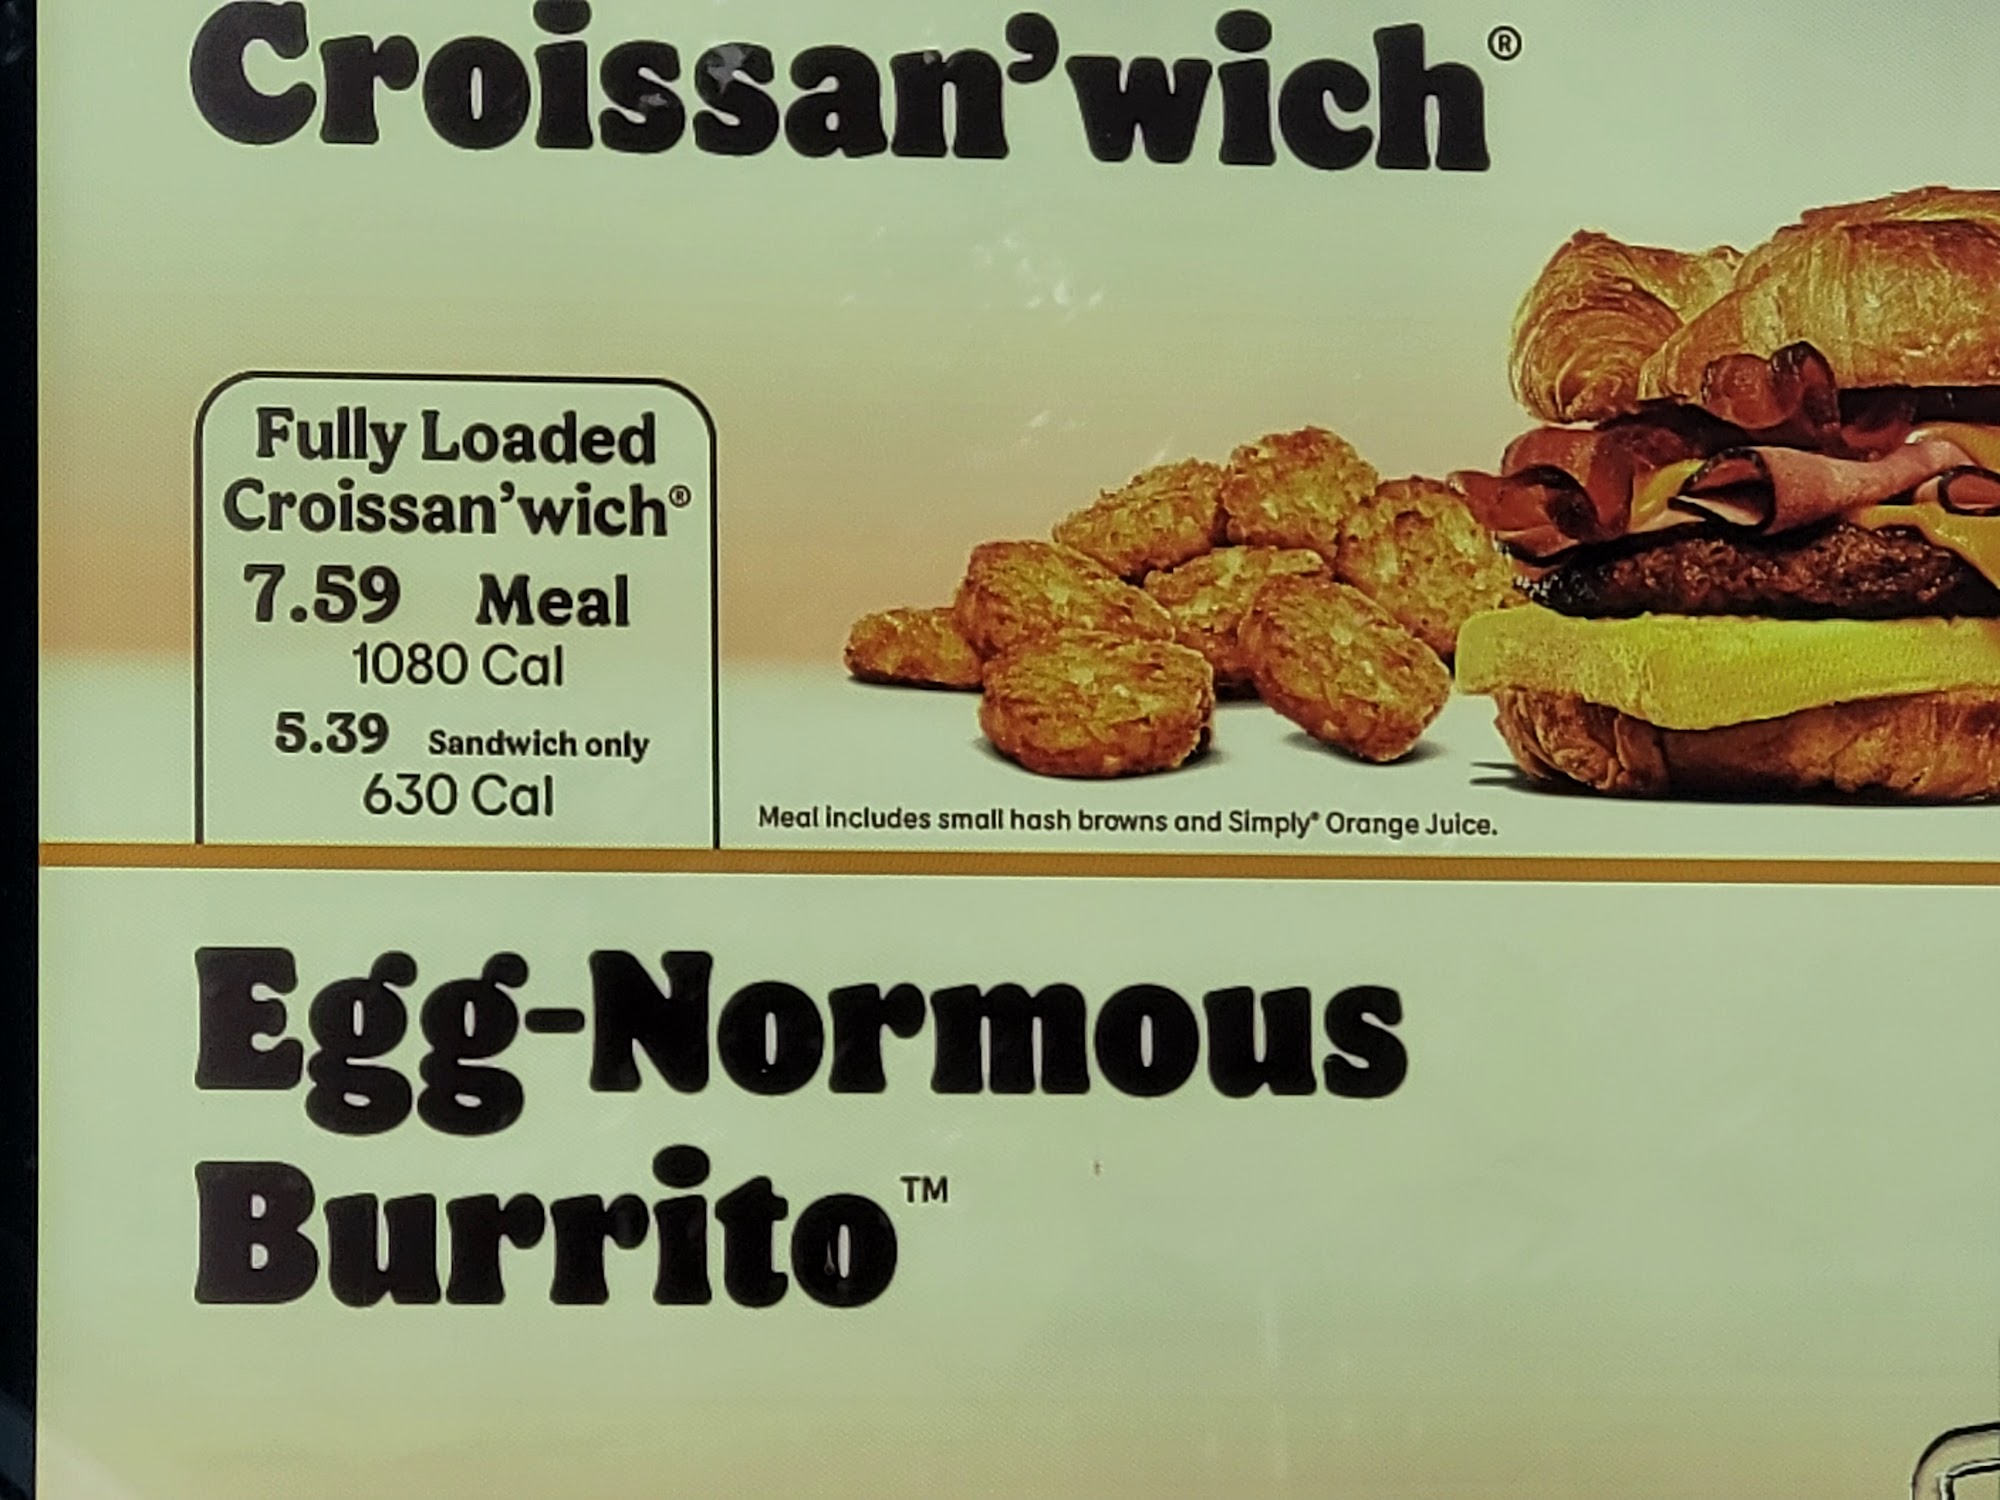 Croissan’wich®
Fully Loaded
Croissan’wich®
7.59 Meal
1080 Cal
5.39 Sandwich only
630 Cal
Meal includes small hash browns and Simply® Orange Juice.
Egg-Normous
Burrito™